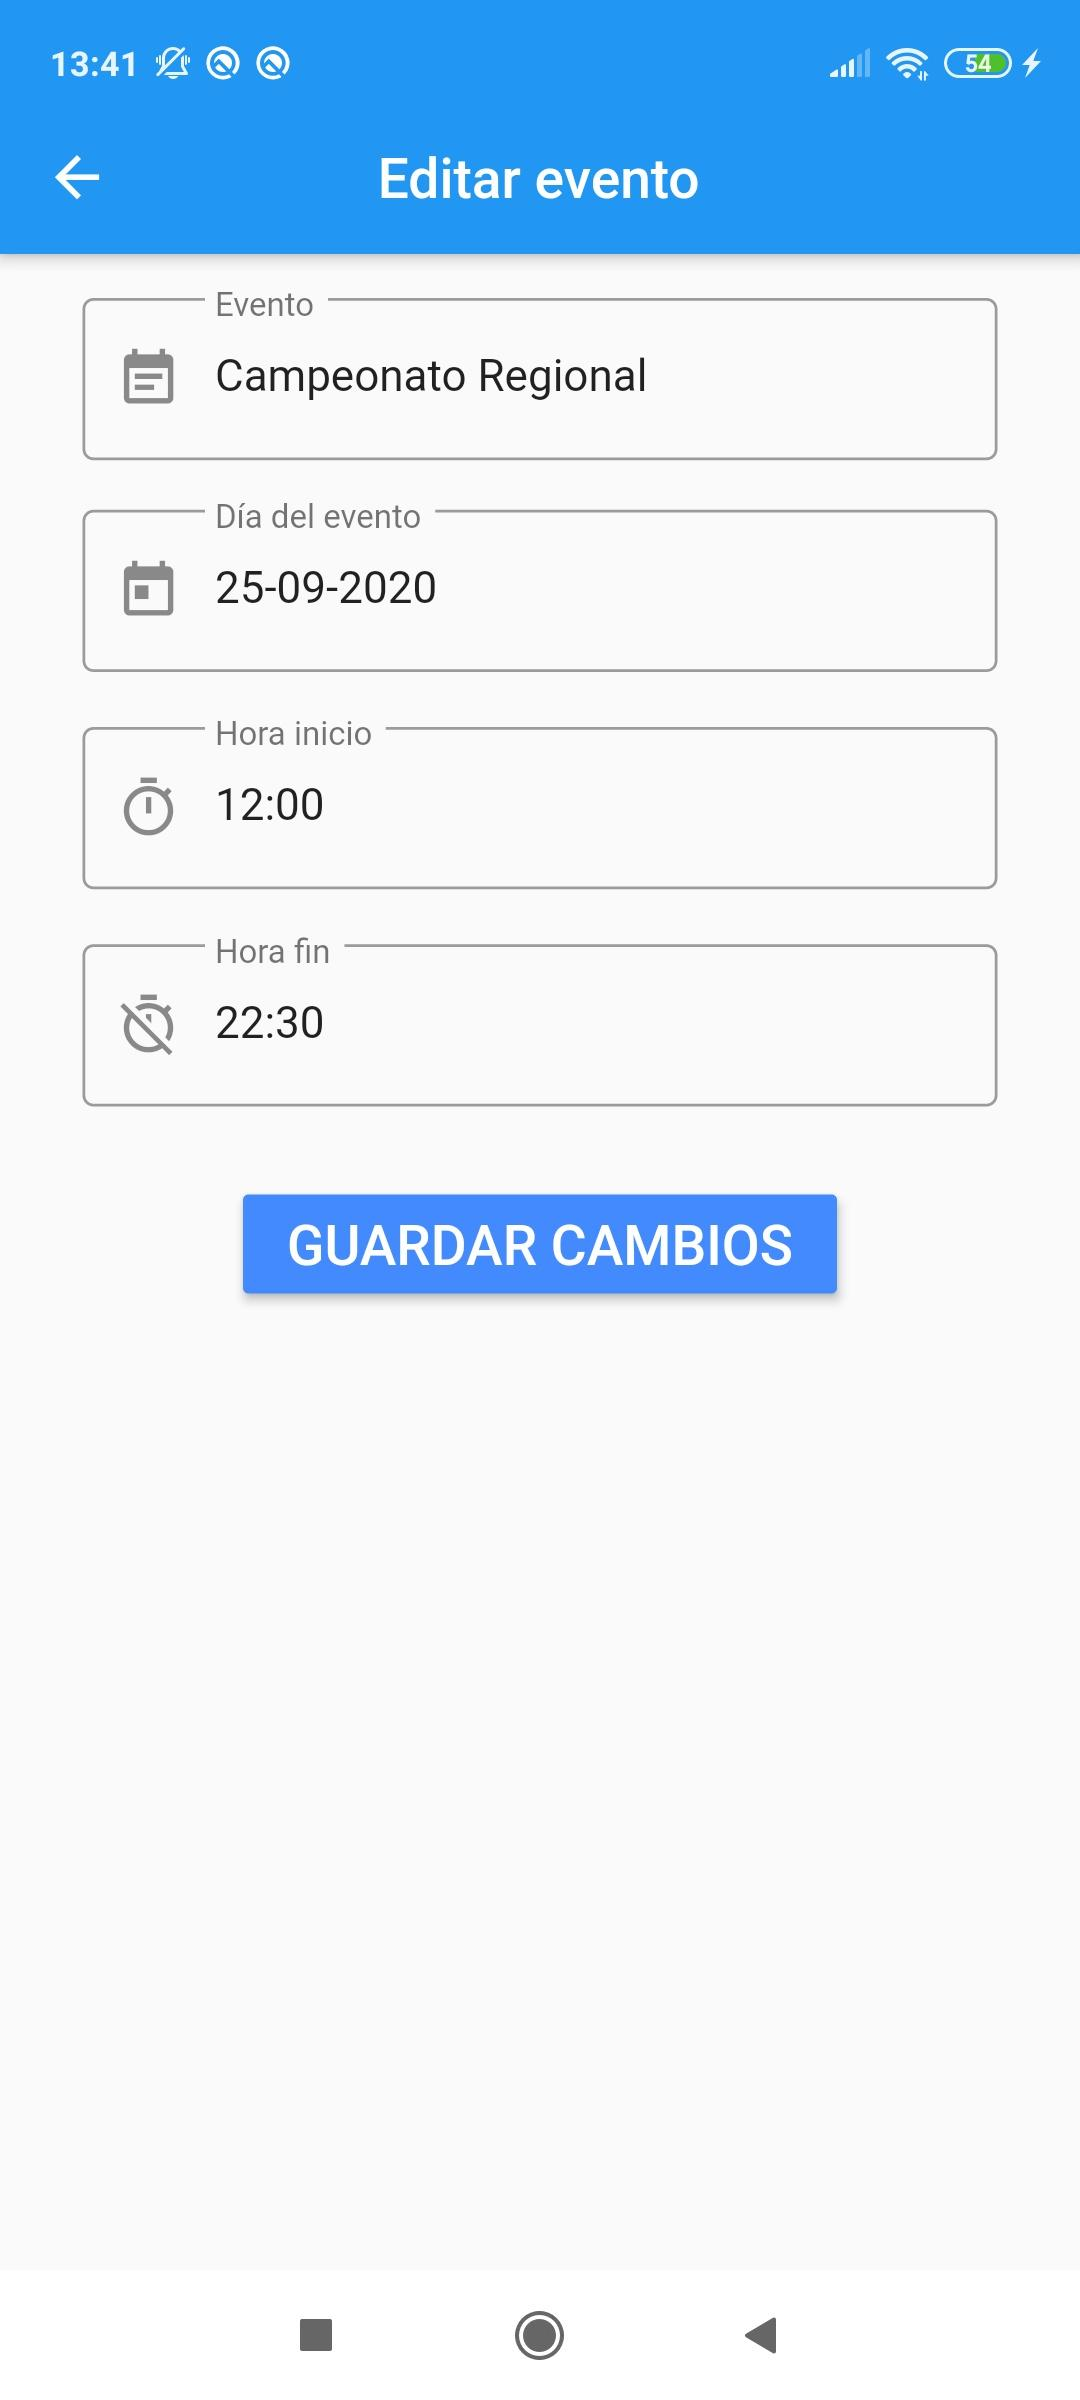 13:41
54
Editar evento
Evento
Campeonato Regional
Día del evento
25-09-2020
Hora inicio
12:00
Hora fin
22:30
GUARDAR CAMBIOS